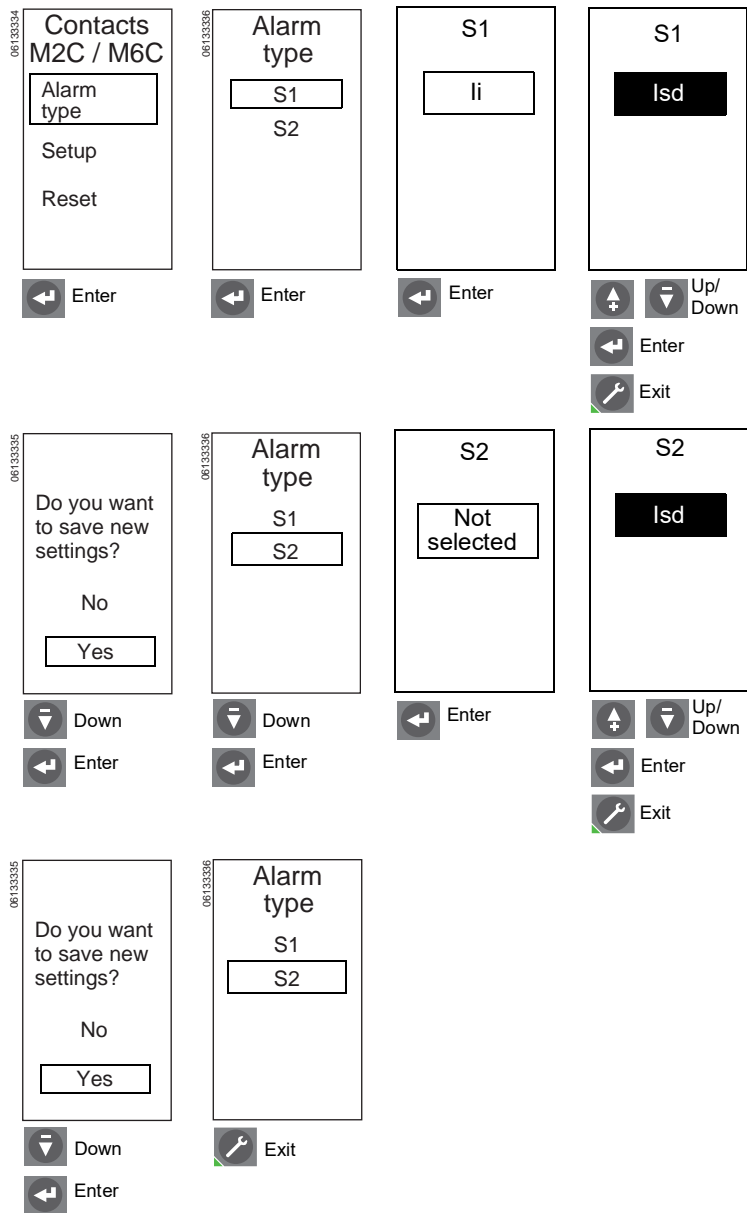 06133334
Contacts
M2C / M6C
Alarm
type
Setup
Reset
Enter
06133336
Alarm
type
S1
S2
Enter
S1
Ii
Enter
S1
Isd
Up/
Down
Enter
Exit
06133335
Do you want
to save new
settings?
No
Yes
Down
Enter
06133336
Alarm
type
S1
S2
Down
Enter
S2
Not
selected
Enter
S2
Isd
Up/
Down
Enter
Exit
06133335
Do you want
to save new
settings?
No
Yes
Down
Enter
06133336
Alarm
type
S1
S2
Exit